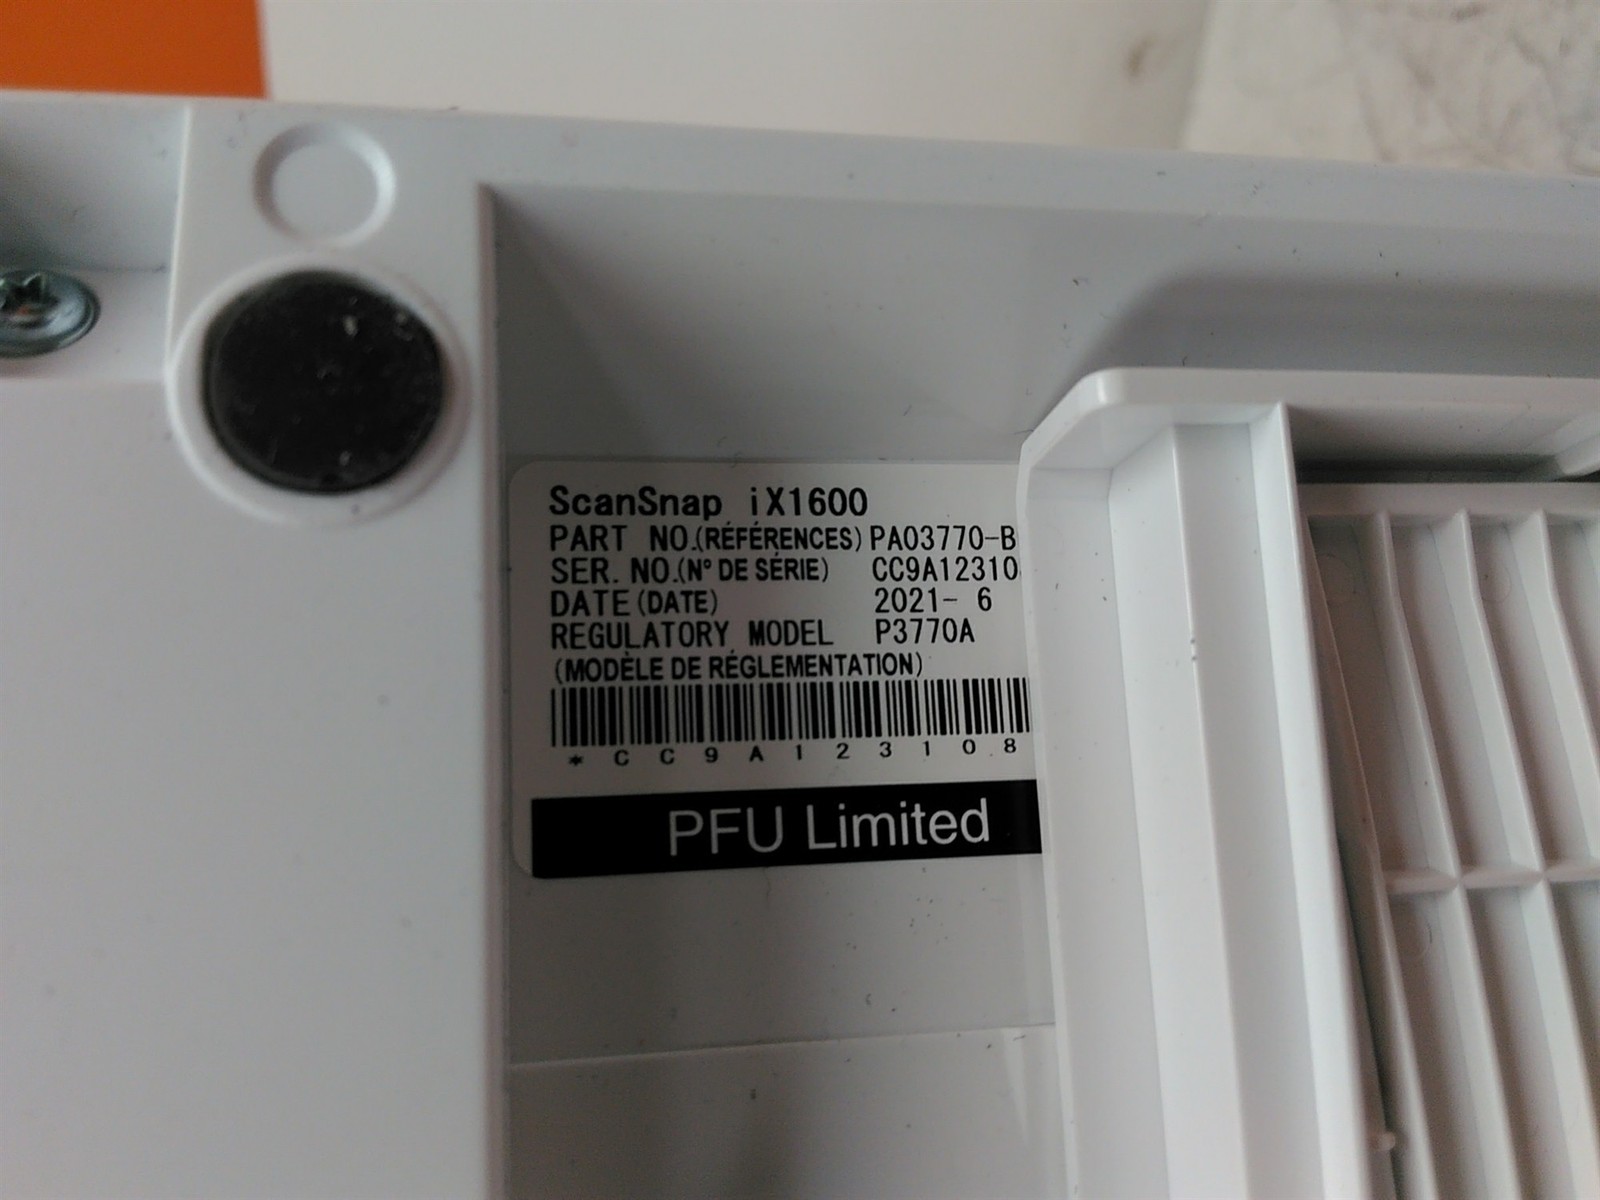 ScanSnap iX1600
PART NO.(RÉFÉRENCES) PA03770-B
SER. NO.(N° DE SÉRIE) CC9A12310
DATE(DATE) 2021- 6
REGULATORY MODEL P3770A
(MODÈLE DE RÉGLEMENTATION)
*CC9A123108
PFU Limited